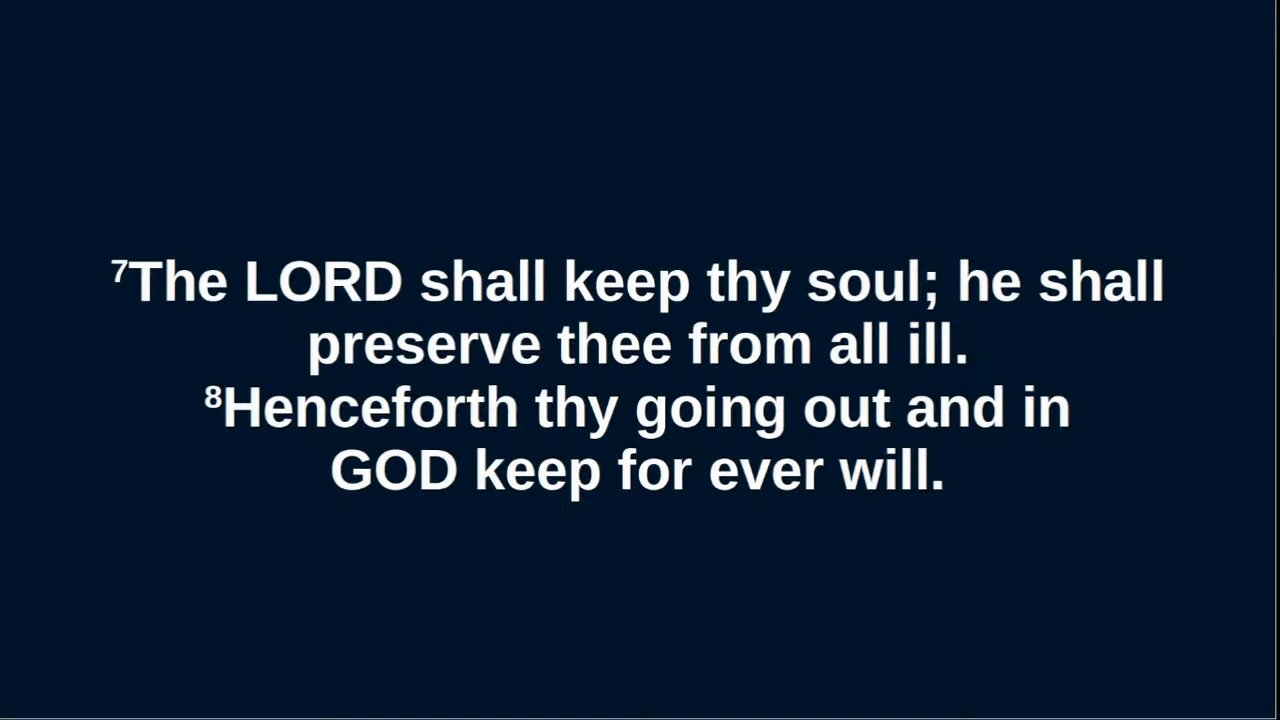 ⁷The LORD shall keep thy soul; he shall
preserve thee from all ill.
⁸Henceforth thy going out and in
GOD keep for ever will.